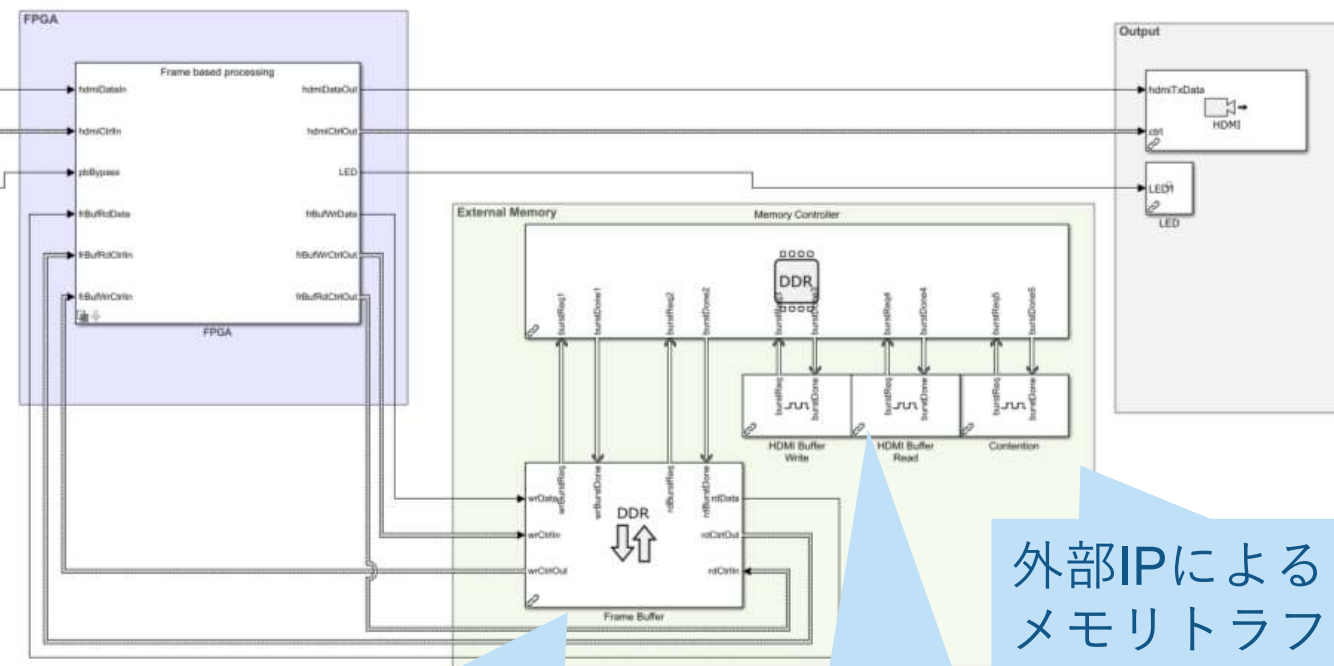 FPGA
Frame based processing
hdmiDataIn
hdmiDataOut
hdmiCtrlIn
hdmiCtrlOut
pbBypass
LED
frBufRdData
frBufWrData
frBufRdCtrlIn
frBufWrCtrlOut
frBufWrCtrlIn
frBufRdCtrlOut
FPGA
Output
hdmiTxData
HDMI
ctrl
LED1
LED
External Memory
Memory Controller
DDR
burstReq1
burstDone1
burstReq2
burstDone2
burstReq4
burstDone4
burstReq5
burstDone5
burstReq
burstDone
burstReq
burstDone
burstReq
burstDone
HDMI Buffer
Write
HDMI Buffer
Read
Contention
wrBurstReq
wrBurstDone
rdBurstReq
rdBurstDone
wrData
rdData
DDR
wrCtrlIn
rdCtrlOut
wrCtrlOut
rdCtrlIn
Frame Buffer
外部IPによる
メモリトラフ